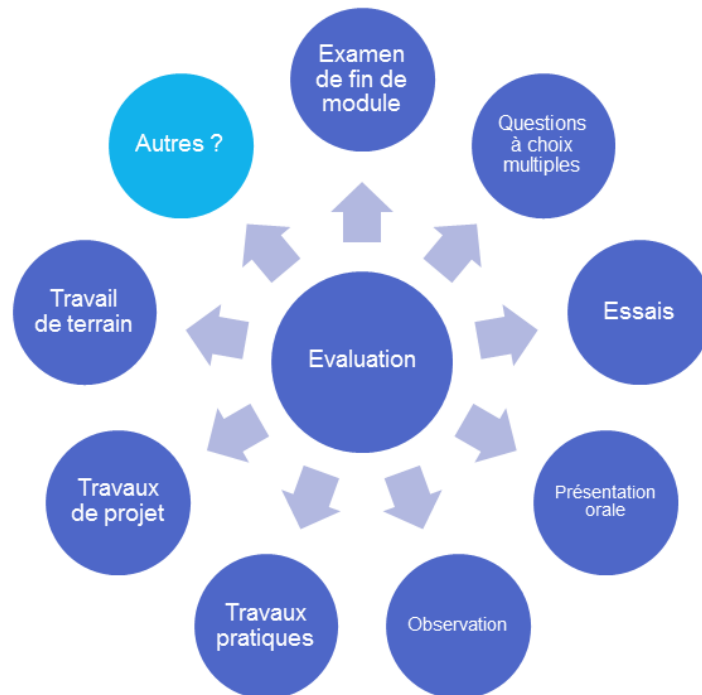 Examen
de fin de
module
Questions
à choix
multiples
Essais
Présentation
orale
Observation
Travaux
pratiques
Travaux
de projet
Travail
de terrain
Autres ?
Evaluation